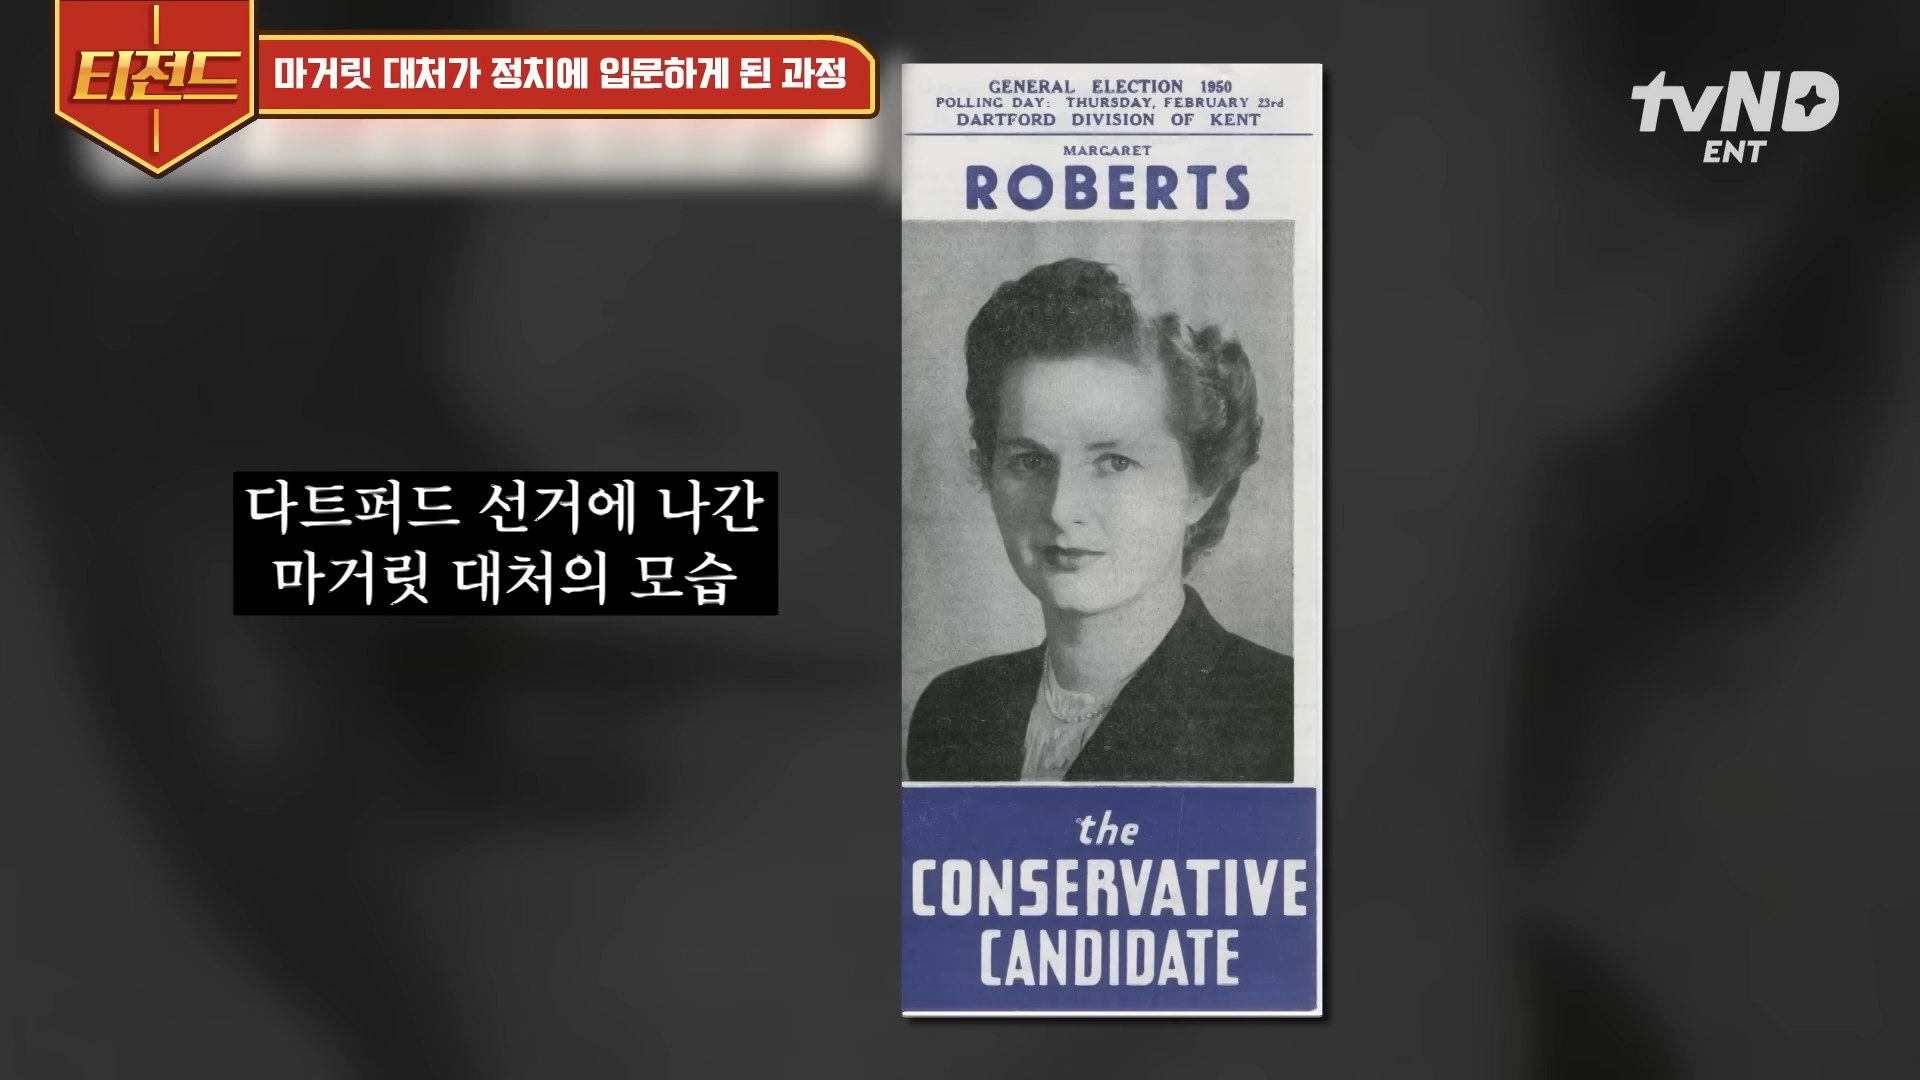 티전드
마거릿 대처가 정치에 입문하게 된 과정
tvND
ENT
GENERAL ELECTION 1950
POLLING DAY: THURSDAY, FEBRUARY 23rd
DARTFORD DIVISION OF KENT
MARGARET
ROBERTS
다트퍼드 선거에 나간
마거릿 대처의 모습
the
CONSERVATIVE
CANDIDATE